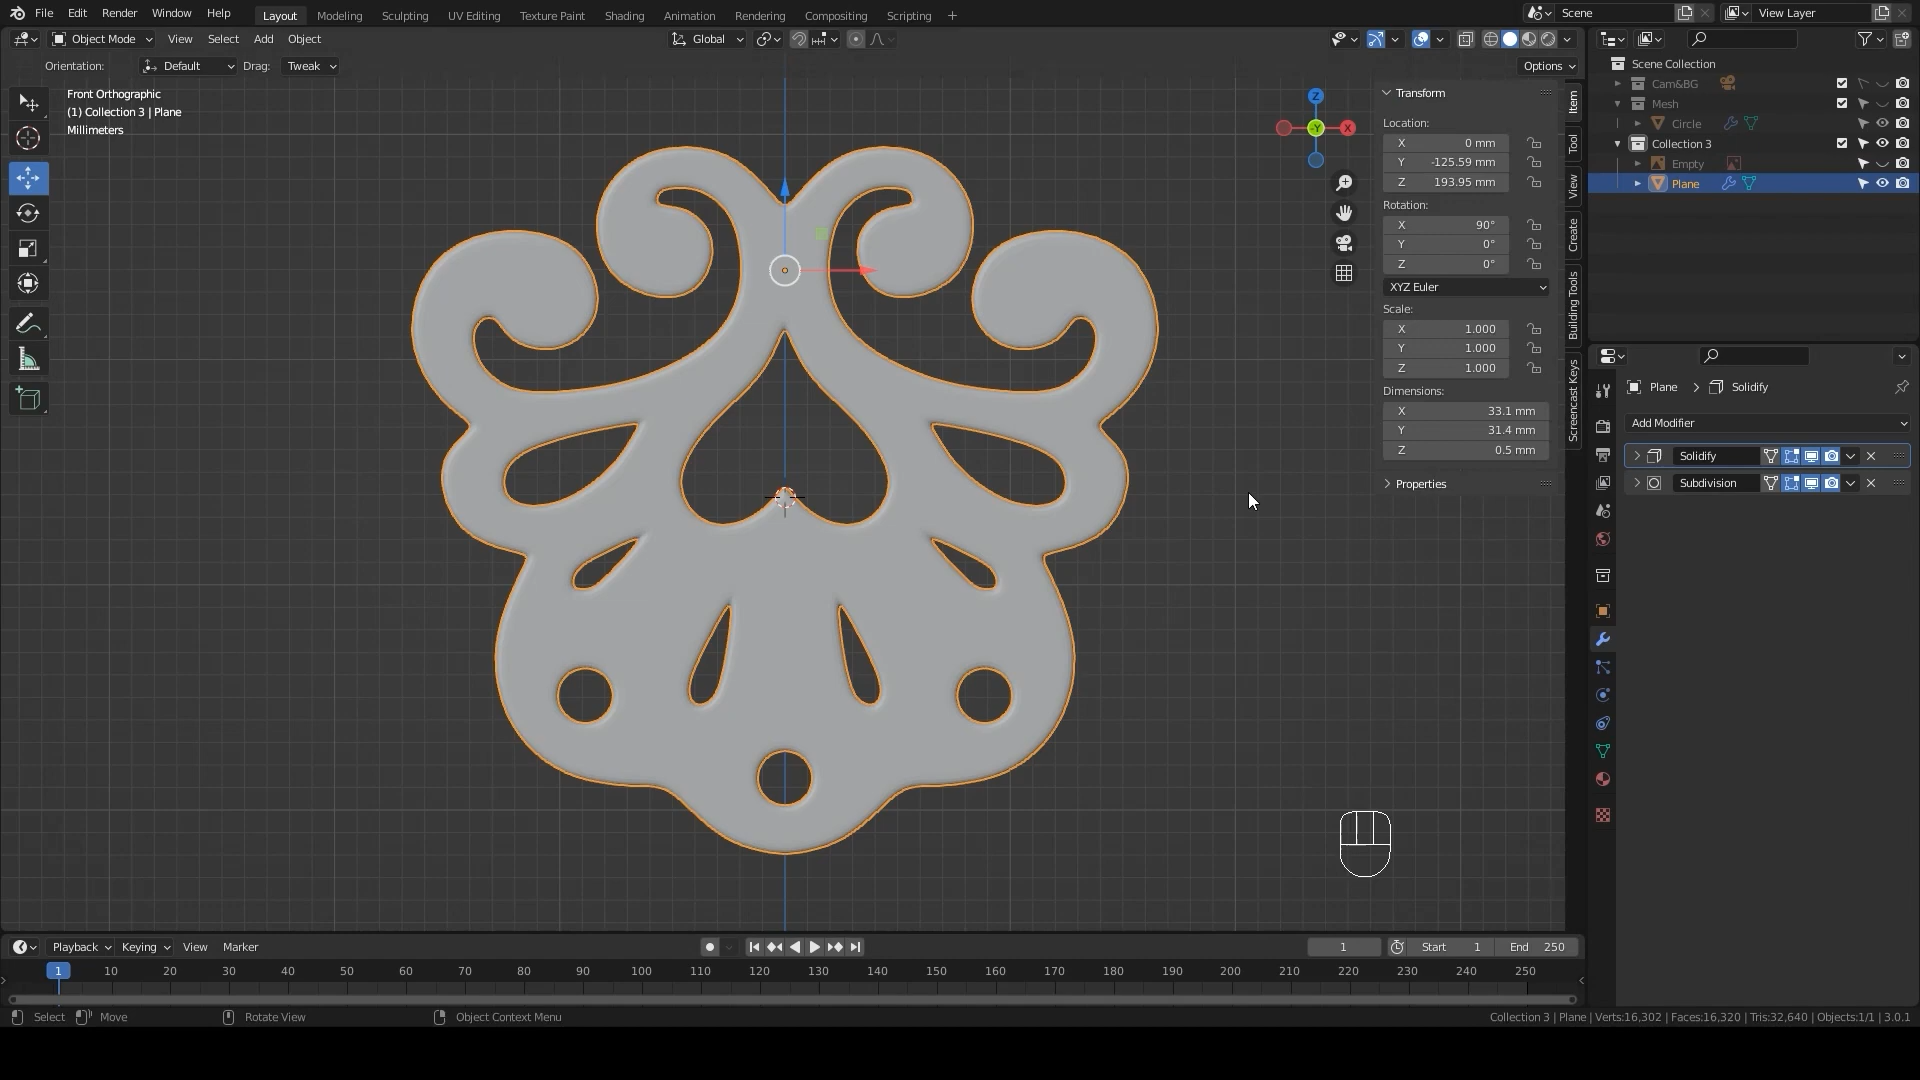 File Edit Render Window Help Layout Modeling Sculpting UV Editing Texture Paint Shading Animation Rendering Compositing Scripting + Scene View Layer
Object Mode View Select Add Object Global
Orientation: Default Drag: Tweak Options
Front Orthographic
(1) Collection 3 | Plane
Millimeters
Z
-Y
X
Transform
Location:
X 0 mm
Y -125.59 mm
Z 193.95 mm
Rotation:
X 90°
Y 0°
Z 0°
XYZ Euler
Scale:
X 1.000
Y 1.000
Z 1.000
Dimensions:
X 33.1 mm
Y 31.4 mm
Z 0.5 mm
Properties
Item
Tool
View
Create
Building Tools
Screencast Keys
Scene Collection
Cam&BG
Mesh
Circle
Collection 3
Empty
Plane
Plane > Solidify
Add Modifier
Solidify
Subdivision
Playback Keying View Marker 1 Start 1 End 250
1 10 20 30 40 50 60 70 80 90 100 110 120 130 140 150 160 170 180 190 200 210 220 230 240 250
Select Move Rotate View Object Context Menu Collection 3 | Plane | Verts:16,302 | Faces:16,320 | Tris:32,640 | Objects:1/1 | 3.0.1